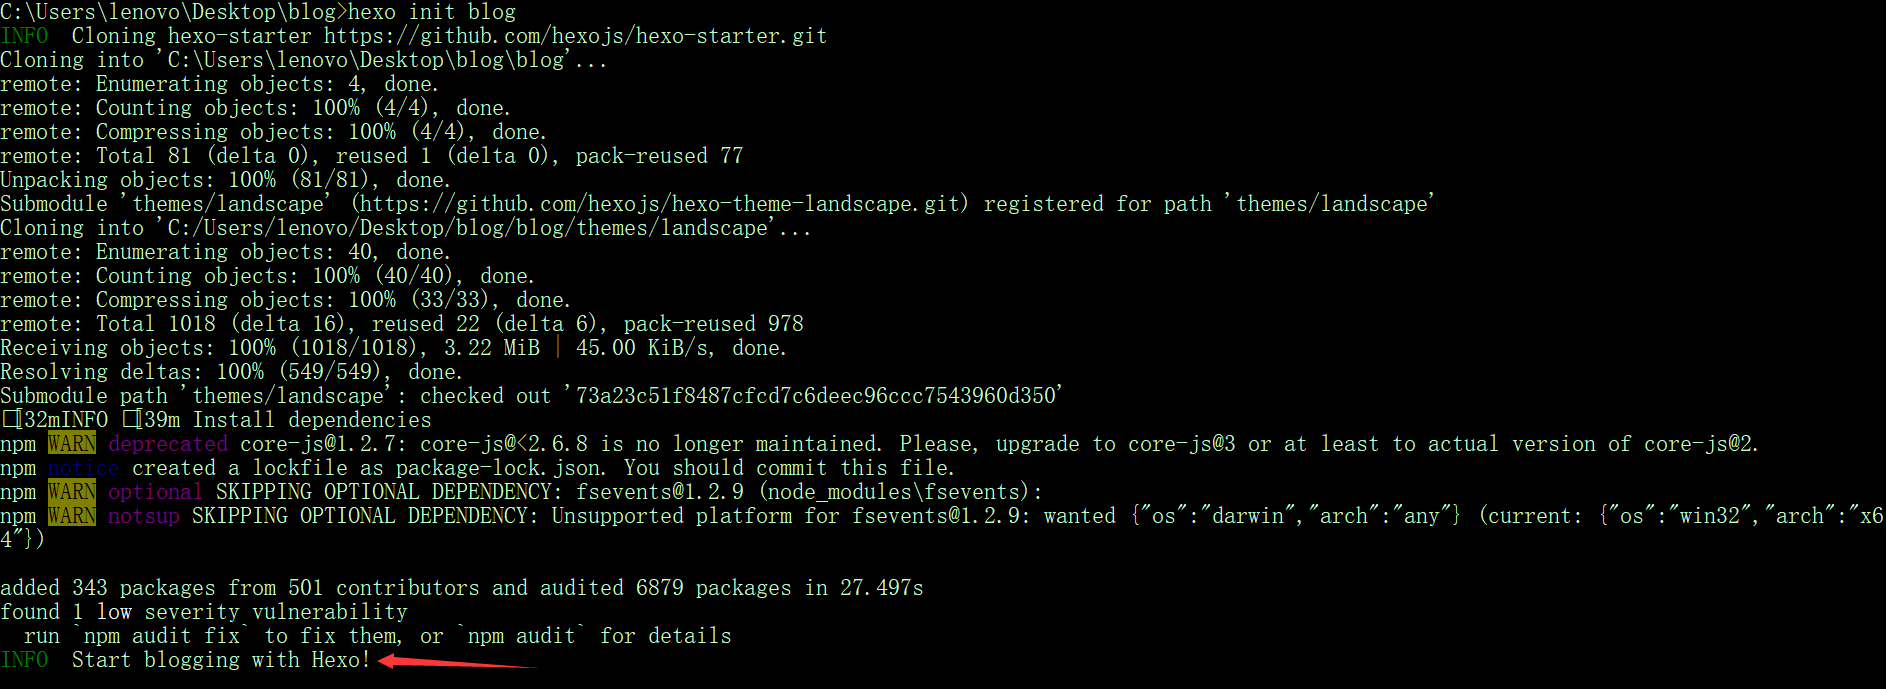 C:\Users\lenovo\Desktop\blog>hexo init blog
INFO  Cloning hexo-starter https://github.com/hexojs/hexo-starter.git
Cloning into 'C:\Users\lenovo\Desktop\blog\blog'...
remote: Enumerating objects: 4, done.
remote: Counting objects: 100% (4/4), done.
remote: Compressing objects: 100% (4/4), done.
remote: Total 81 (delta 0), reused 1 (delta 0), pack-reused 77
Unpacking objects: 100% (81/81), done.
Submodule 'themes/landscape' (https://github.com/hexojs/hexo-theme-landscape.git) registered for path 'themes/landscape'
Cloning into 'C:/Users/lenovo/Desktop/blog/blog/themes/landscape'...
remote: Enumerating objects: 40, done.
remote: Counting objects: 100% (40/40), done.
remote: Compressing objects: 100% (33/33), done.
remote: Total 1018 (delta 16), reused 22 (delta 6), pack-reused 978
Receiving objects: 100% (1018/1018), 3.22 MiB | 45.00 KiB/s, done.
Resolving deltas: 100% (549/549), done.
Submodule path 'themes/landscape': checked out '73a23c51f8487cfcd7c6deec96ccc7543960d350'
□[32mINFO □[39m Install dependencies
npm WARN deprecated core-js@1.2.7: core-js@<2.6.8 is no longer maintained. Please, upgrade to core-js@3 or at least to actual version of core-js@2.
npm notice created a lockfile as package-lock.json. You should commit this file.
npm WARN optional SKIPPING OPTIONAL DEPENDENCY: fsevents@1.2.9 (node_modules\fsevents):
npm WARN notsup SKIPPING OPTIONAL DEPENDENCY: Unsupported platform for fsevents@1.2.9: wanted {"os":"darwin","arch":"any"} (current: {"os":"win32","arch":"x6
4"})
added 343 packages from 501 contributors and audited 6879 packages in 27.497s
found 1 low severity vulnerability
  run `npm audit fix` to fix them, or `npm audit` for details
INFO  Start blogging with Hexo!